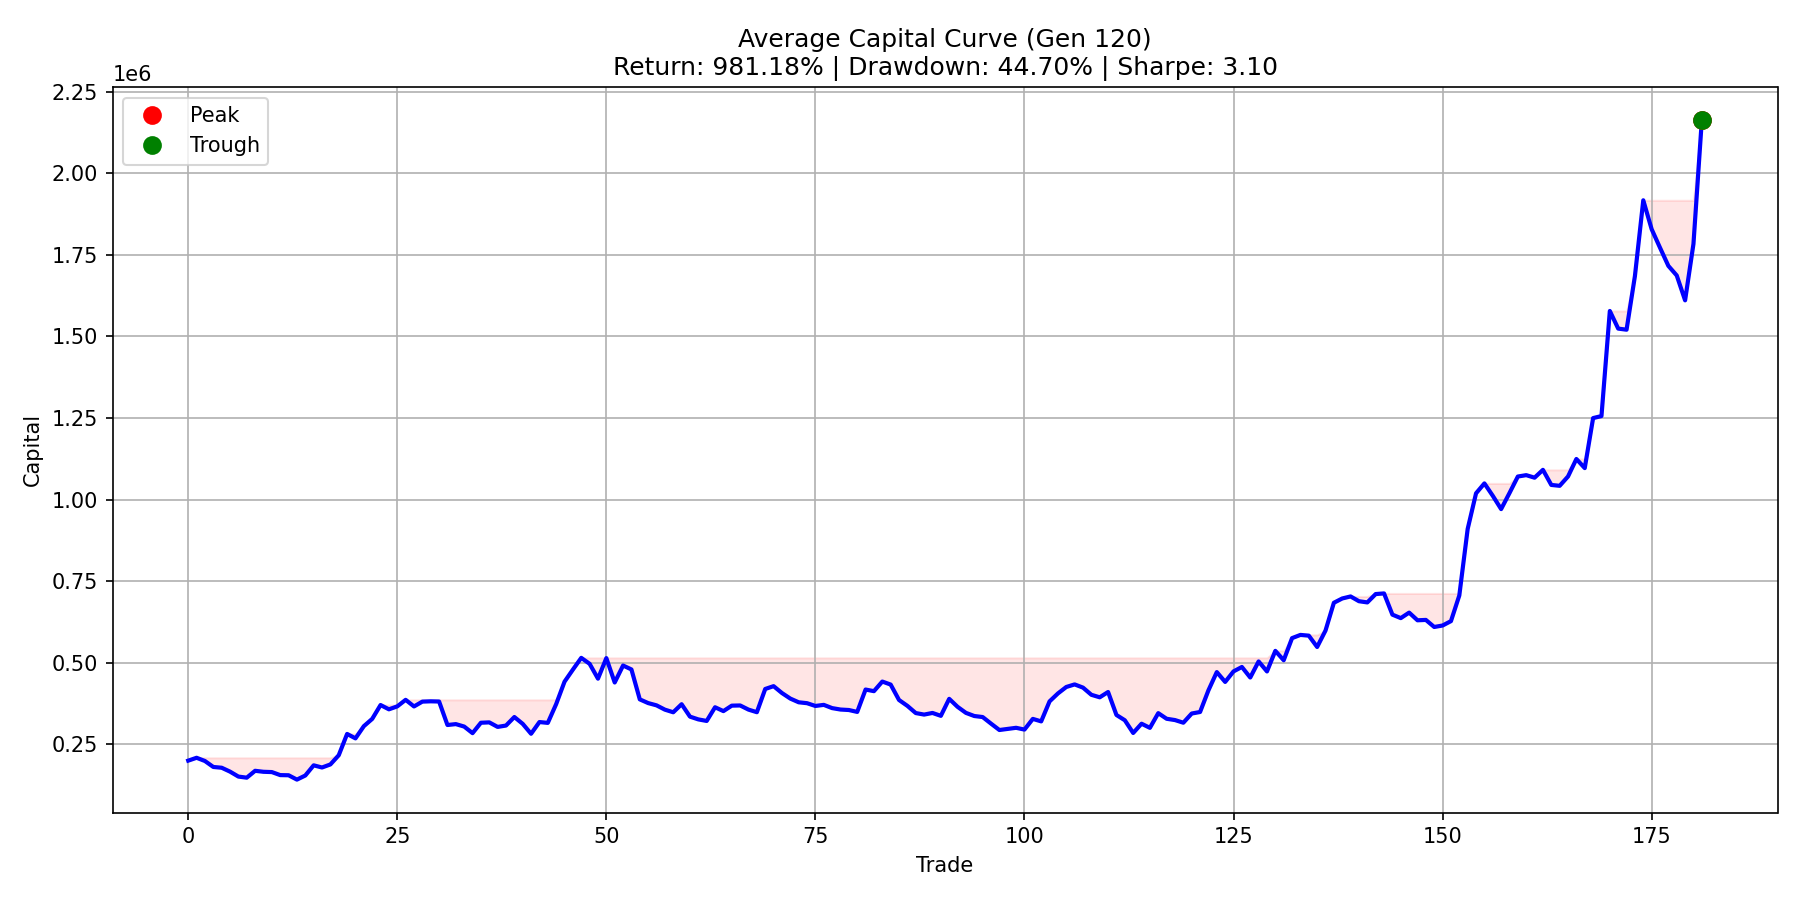 Average Capital Curve (Gen 120)
Return: 981.18% | Drawdown: 44.70% | Sharpe: 3.10
1e6
Peak
Trough
2.25
2.00
1.75
1.50
1.25
1.00
0.75
0.50
0.25
Capital
0 25 50 75 100 125 150 175
Trade